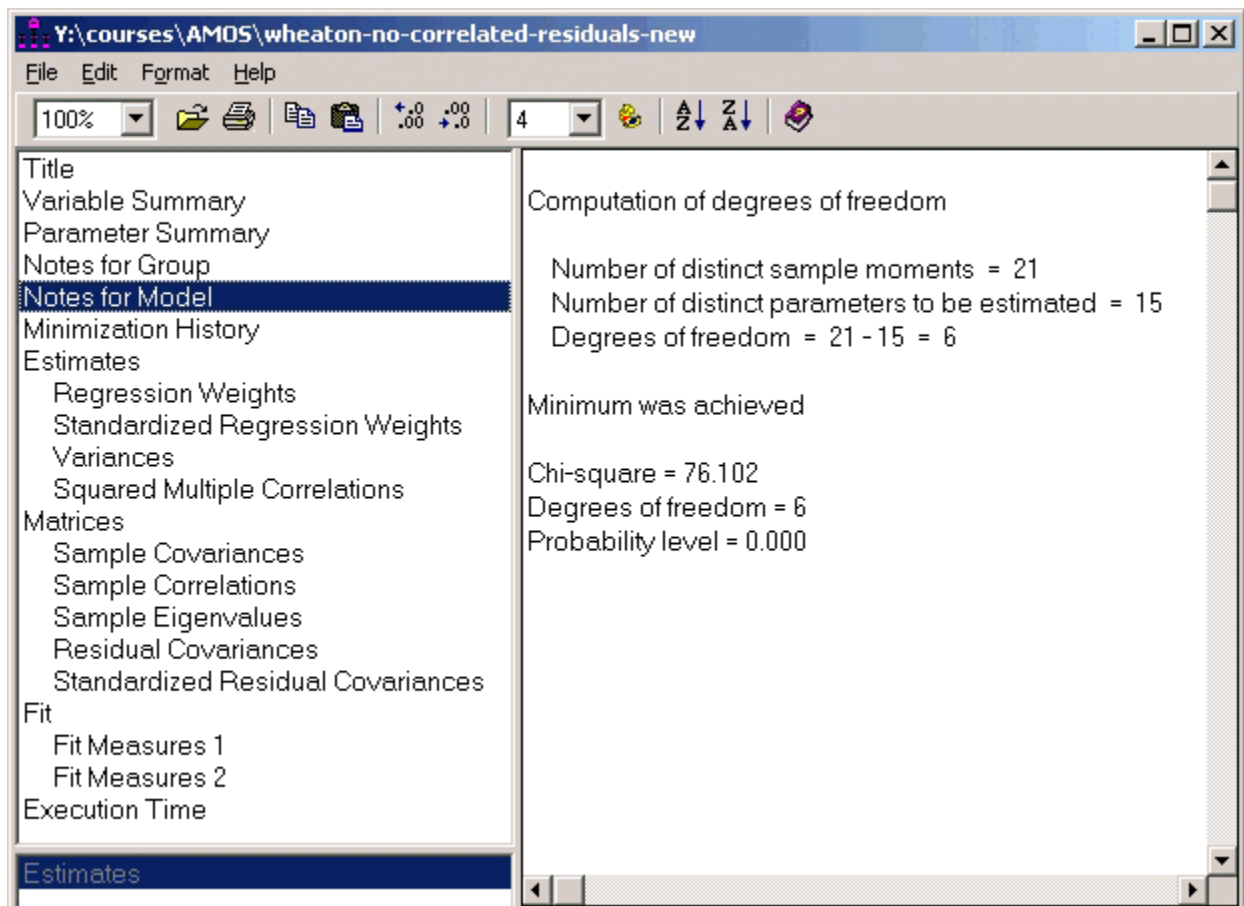 Y:\courses\AMOS\wheaton-no-correlated-residuals-new
File Edit Format Help
100% 4
Title
Variable Summary
Parameter Summary
Notes for Group
Notes for Model
Minimization History
Estimates
Regression Weights
Standardized Regression Weights
Variances
Squared Multiple Correlations
Matrices
Sample Covariances
Sample Correlations
Sample Eigenvalues
Residual Covariances
Standardized Residual Covariances
Fit
Fit Measures 1
Fit Measures 2
Execution Time
Estimates
Computation of degrees of freedom
Number of distinct sample moments = 21
Number of distinct parameters to be estimated = 15
Degrees of freedom = 21 - 15 = 6
Minimum was achieved
Chi-square = 76.102
Degrees of freedom = 6
Probability level = 0.000